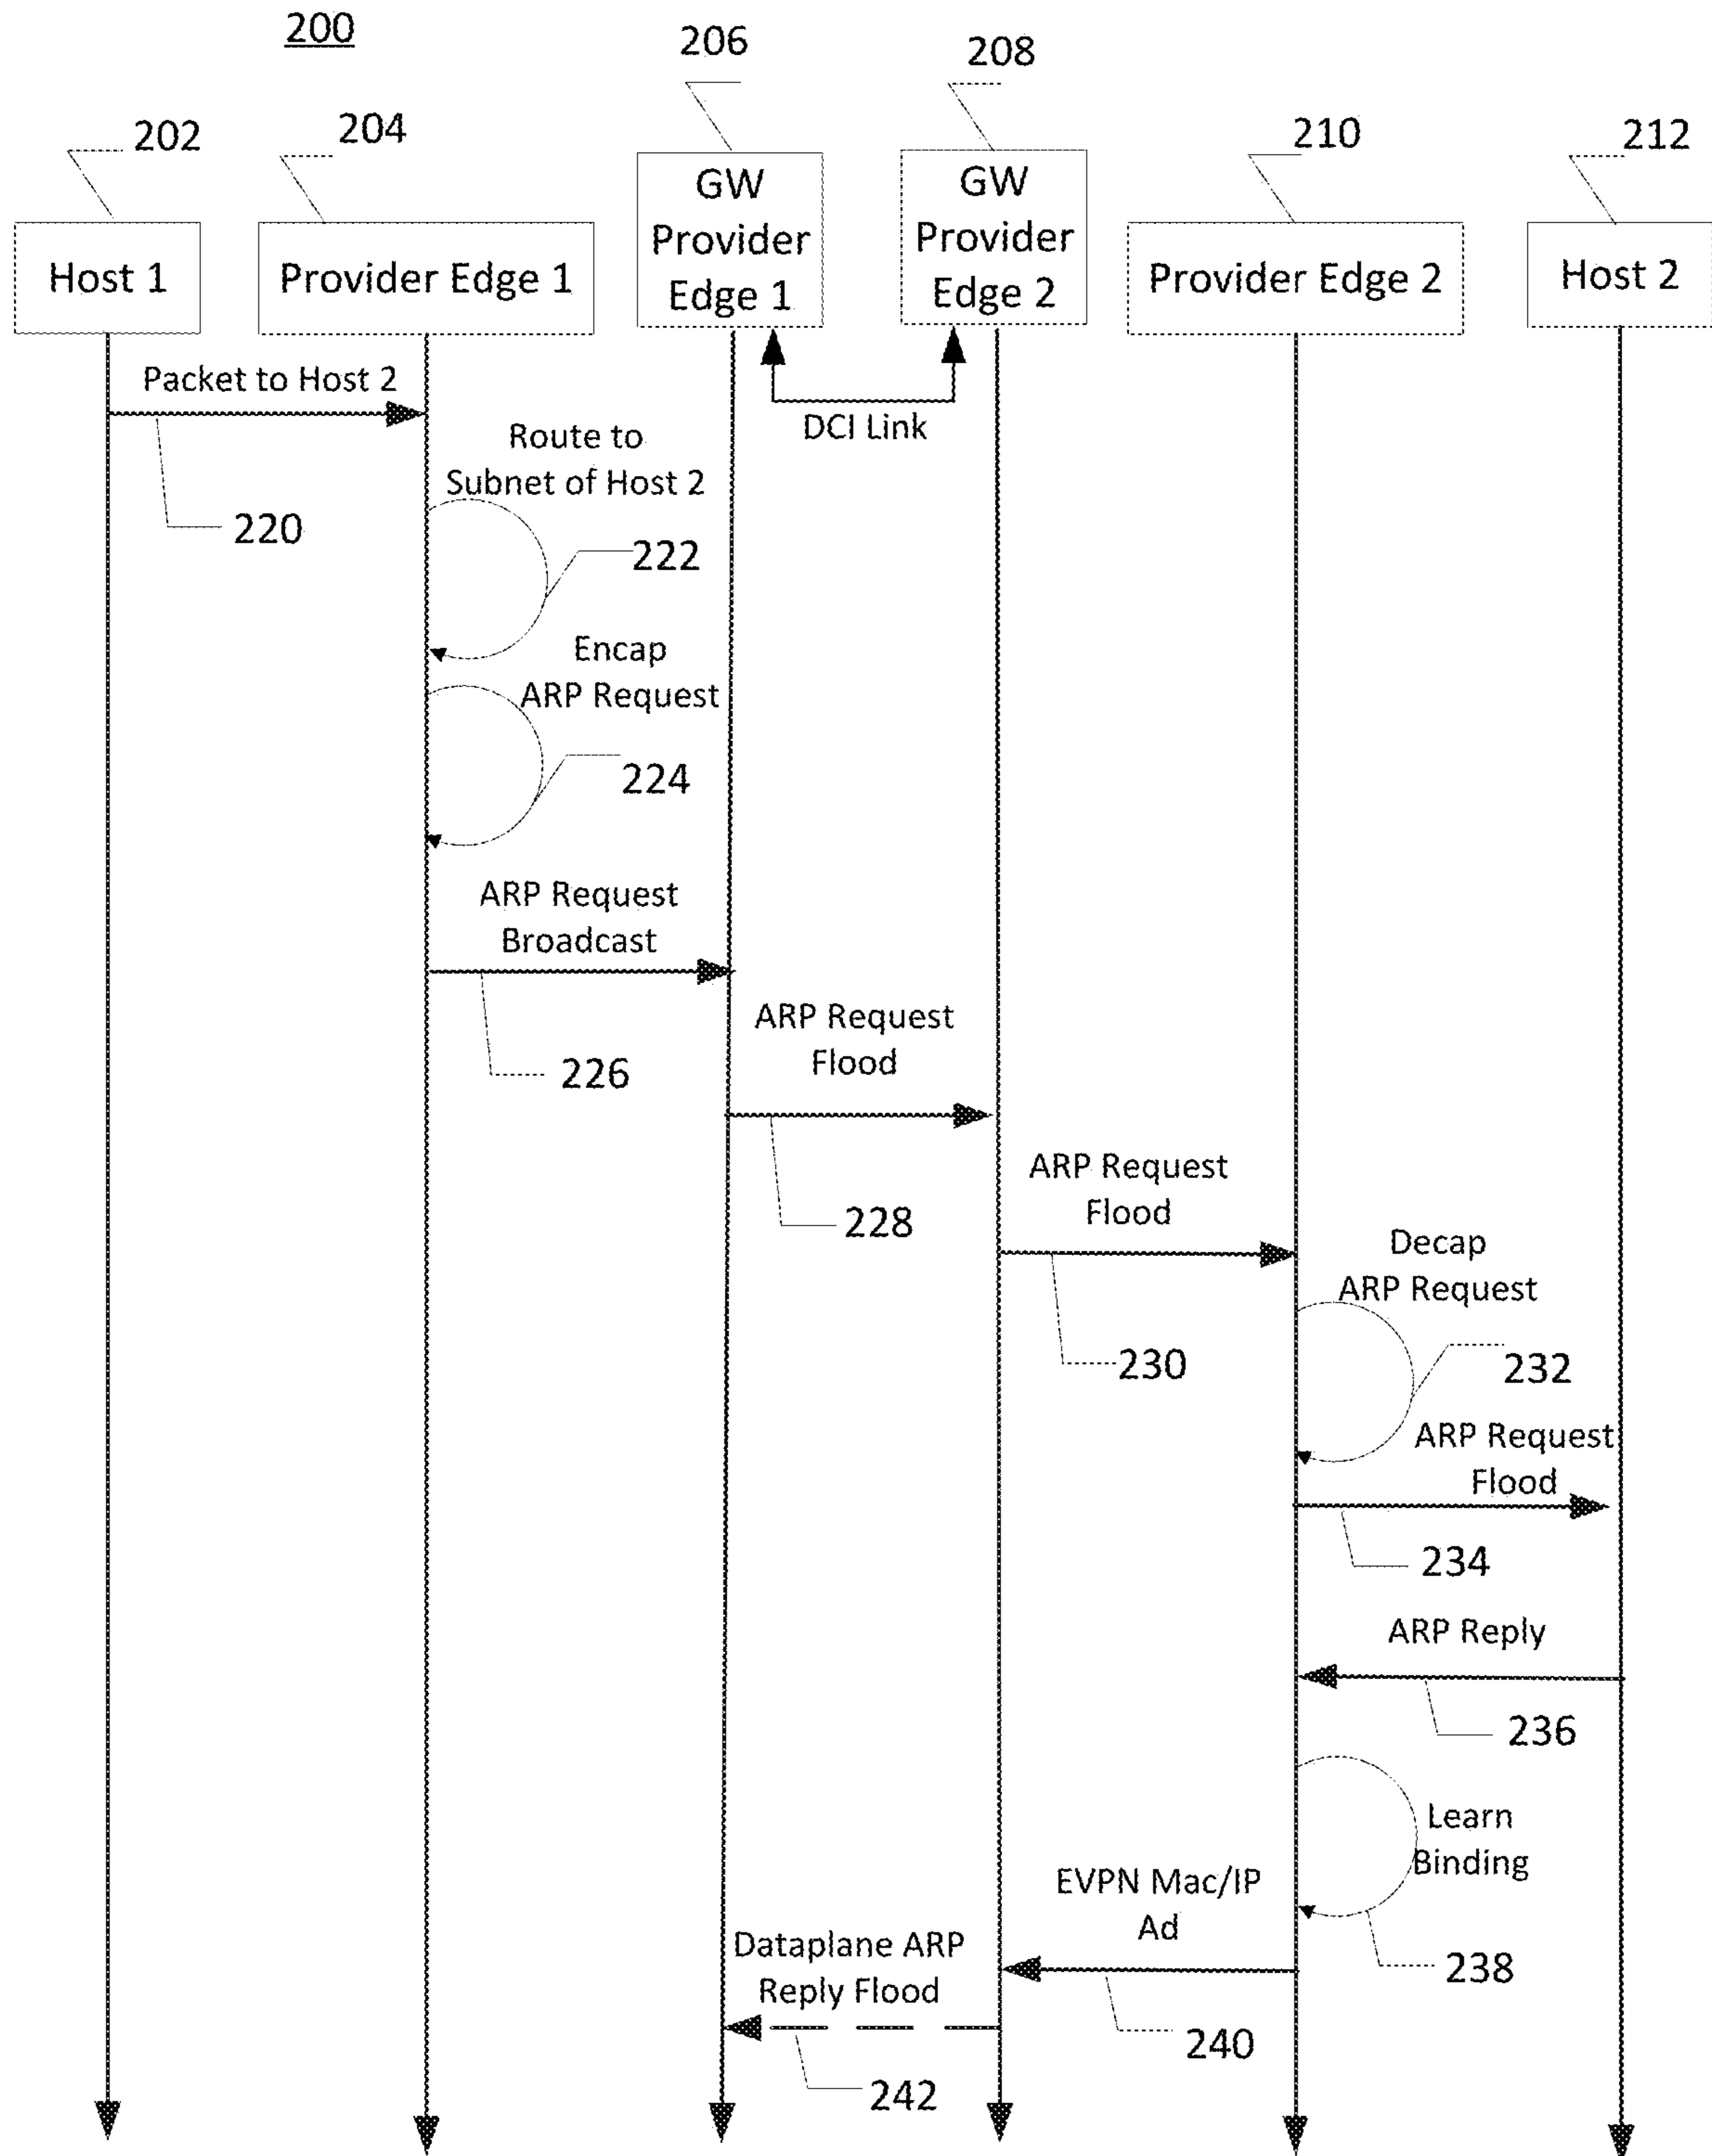 200
206
208
202
204
210
212
GW
Provider
Edge 1
GW
Provider
Edge 2
Host 1
Provider Edge 1
Provider Edge 2
Host 2
Packet to Host 2
DCI Link
220
Route to
Subnet of Host 2
222
Encap
ARP Request
224
ARP Request
Broadcast
226
ARP Request
Flood
228
ARP Request
Flood
230
Decap
ARP Request
232
ARP Request
Flood
234
ARP Reply
236
Learn
Binding
238
EVPN Mac/IP
Ad
240
Dataplane ARP
Reply Flood
242